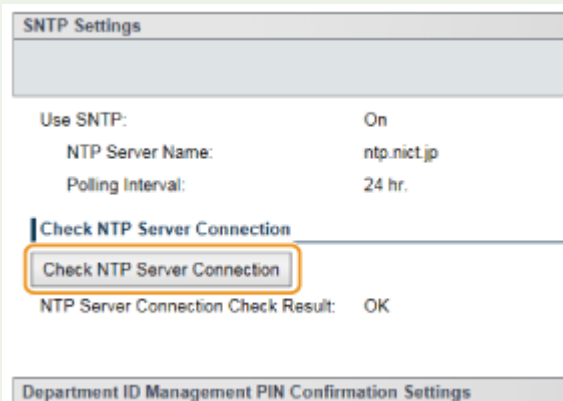 SNTP Settings
Use SNTP: On
NTP Server Name: ntp.nict.jp
Polling Interval: 24 hr.
Check NTP Server Connection
Check NTP Server Connection
NTP Server Connection Check Result: OK
Department ID Management PIN Confirmation Settings